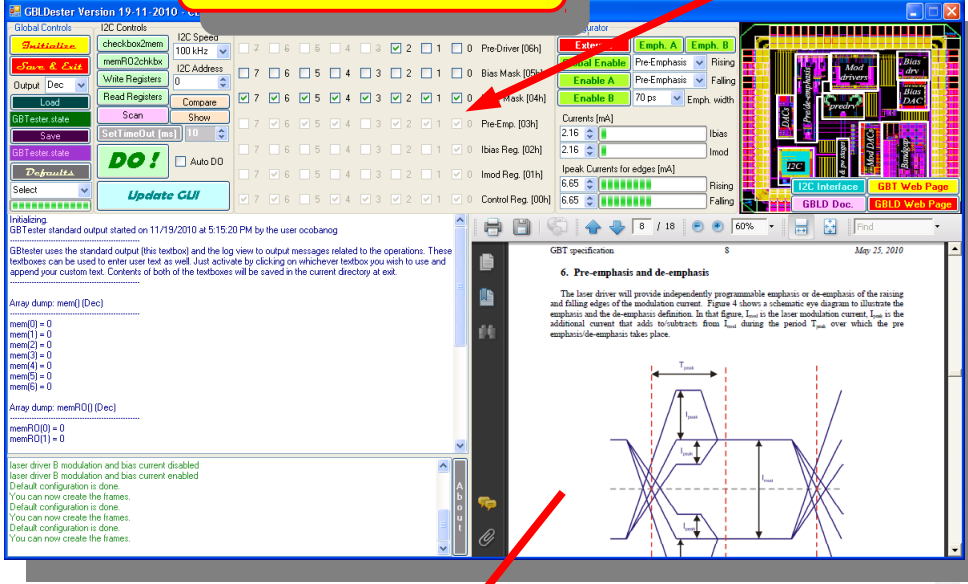 GBLDester Version 19-11-2010 -
Global Controls
Initialize
Save & Exit
Output Dec
Load
GBTester.state
Save
GBTester.state
Defaults
Select
I2C Controls
checkbox2mem
memRO2chkbx
Write Registers
Read Registers
Scan
SetTimeOut [ms] 10
DO !
Auto DO
Update GUI
I2C Speed
100 kHz
I2C Address
0
Compare
Show
7 6 5 4 3 2 1 0 Pre-Driver [06h]
7 6 5 4 3 2 1 0 Bias Mask [05h]
7 6 5 4 3 2 1 0 Mask [04h]
7 6 5 4 3 2 1 0 Pre-Emp. [03h]
7 6 5 4 3 2 1 0 Ibias Reg. [02h]
7 6 5 4 3 2 1 0 Imod Reg. [01h]
7 6 5 4 3 2 1 0 Control Reg. [00h]
Emph. A Emph. B
Global Enable Pre-Emphasis Rising
Enable A Pre-Emphasis Falling
Enable B 70 ps Emph. width
Currents [mA]
2.16 Ibias
2.16 Imod
Ipeak Currents for edges [mA]
6.65 Rising
6.65 Falling
DACs
Pre/de-emphasis
Mod
drivers
Bias
drv
Bias
DAC
predriv
I2C
& pw stages
Mod DACs
Bandgap
I2C Interface GBT Web Page
GBLD Doc. GBLD Web Page
Initializing.
GBTester standard output started on 11/19/2010 at 5:15:20 PM by the user ocobanog
GBtester uses the standard output (this textbox) and the log view to output messages related to the operations. These
textboxes can be used to enter user text as well. Just activate by clicking on whichever textbox you wish to use and
append your custom text. Contents of both of the textboxes will be saved in the current directory at exit.
Array dump: mem() (Dec)
mem(0) = 0
mem(1) = 0
mem(2) = 0
mem(3) = 0
mem(4) = 0
mem(5) = 0
mem(6) = 0
Array dump: memRO() (Dec)
memRO(0) = 0
memRO(1) = 0
laser driver B modulation and bias current disabled
laser driver B modulation and bias current enabled
Default configuration is done.
You can now create the frames.
Default configuration is done.
You can now create the frames.
Default configuration is done.
You can now create the frames.
About
8 / 18 60% Find
GBT specification 8 May 25, 2010
6. Pre-emphasis and de-emphasis
The laser driver will provide independently programmable emphasis or de-emphasis of the raising
and falling edges of the modulation current. Figure 4 shows a schematic eye diagram to illustrate the
emphasis and the de-emphasis definition. In that figure, Imod is the laser modulation current, Ipeak is the
additional current that adds to/subtracts from Imod during the period Tpeak over which the pre
emphasis/de-emphasis takes place.
Tpeak
Ipeak
Ipeak
Imod
Ipeak